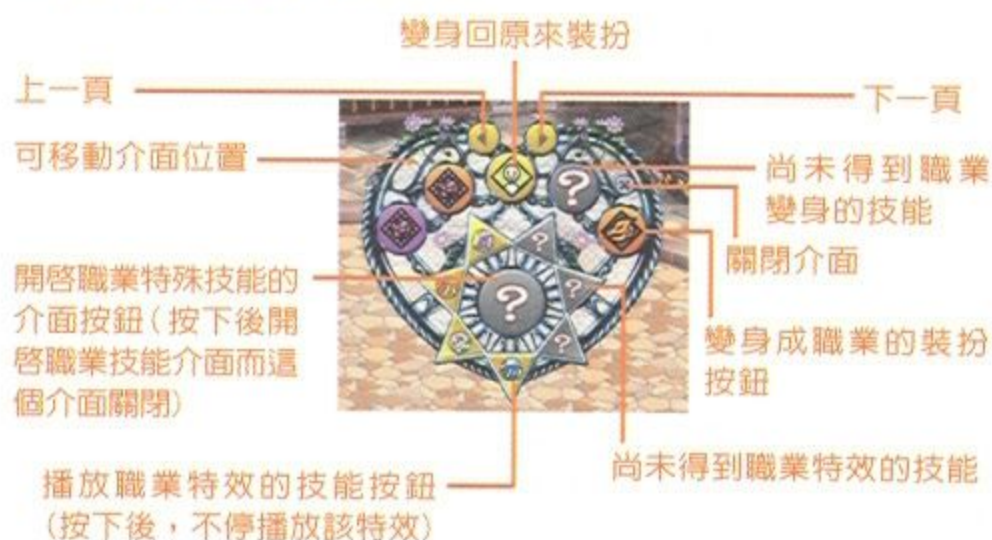 變身回原來裝扮
上一頁
下一頁
可移動介面位置
尚未得到職業
變身的技能
關閉介面
開啓職業特殊技能的
介面按鈕(按下後開
啓職業技能介面而這
個介面關閉)
變身成職業的裝扮
按鈕
尚未得到職業特效的技能
播放職業特效的技能按鈕
(按下後,不停播放該特效)